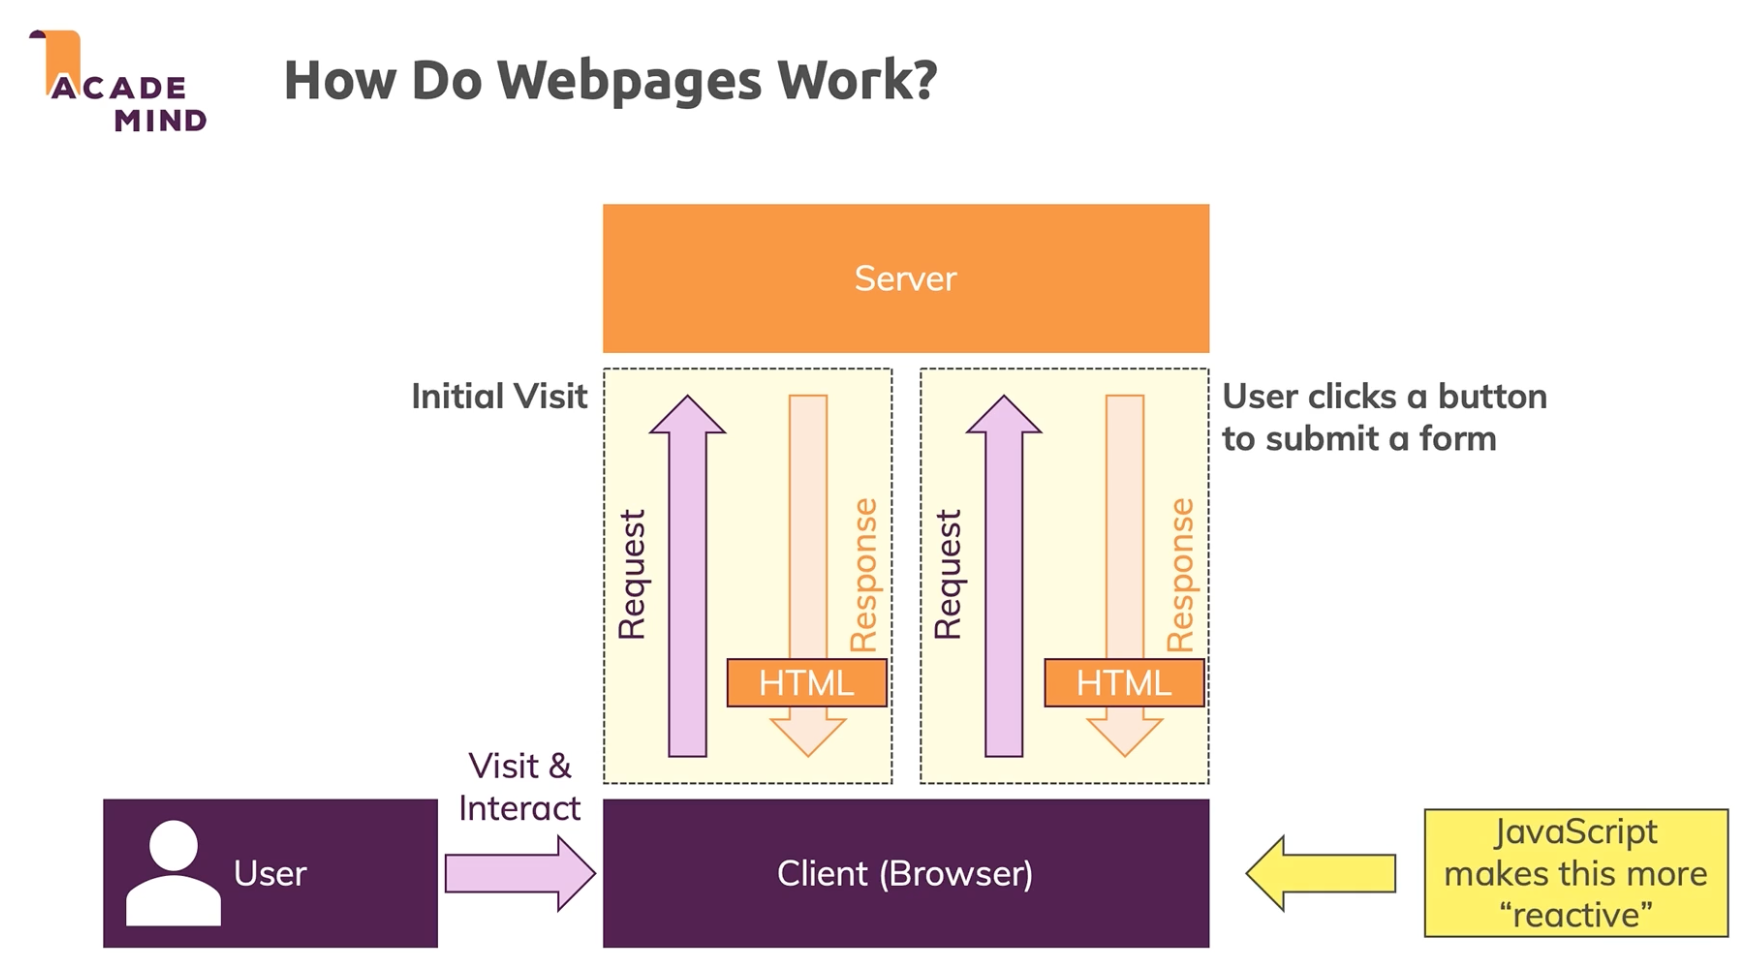 ACADE
MIND
How Do Webpages Work?
Server
Initial Visit
Request
Response
HTML
Request
Response
HTML
User clicks a button
to submit a form
Visit &
Interact
User
Client (Browser)
JavaScript
makes this more
“reactive”